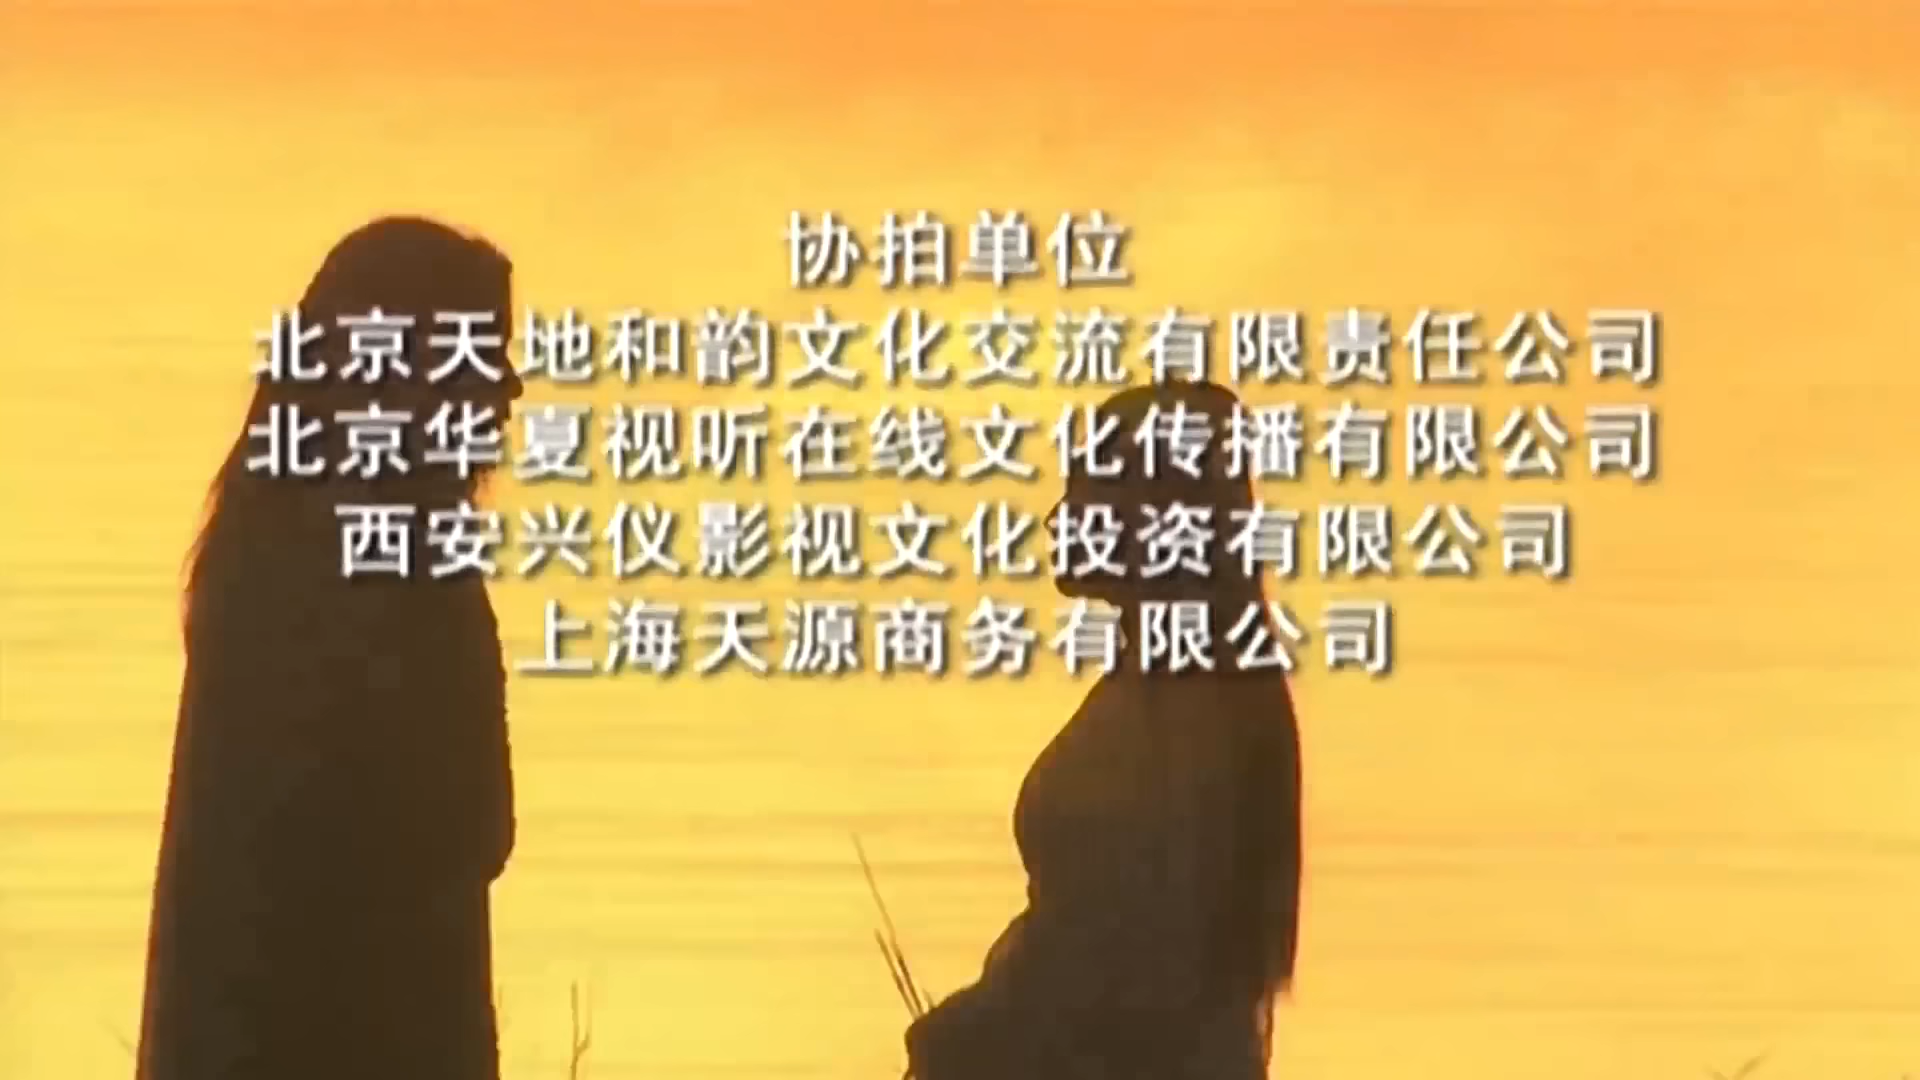 协拍单位
北京天地和韵文化交流有限责任公司
北京华夏视听在线文化传播有限公司
西安兴仪影视文化投资有限公司
上海天源商务有限公司